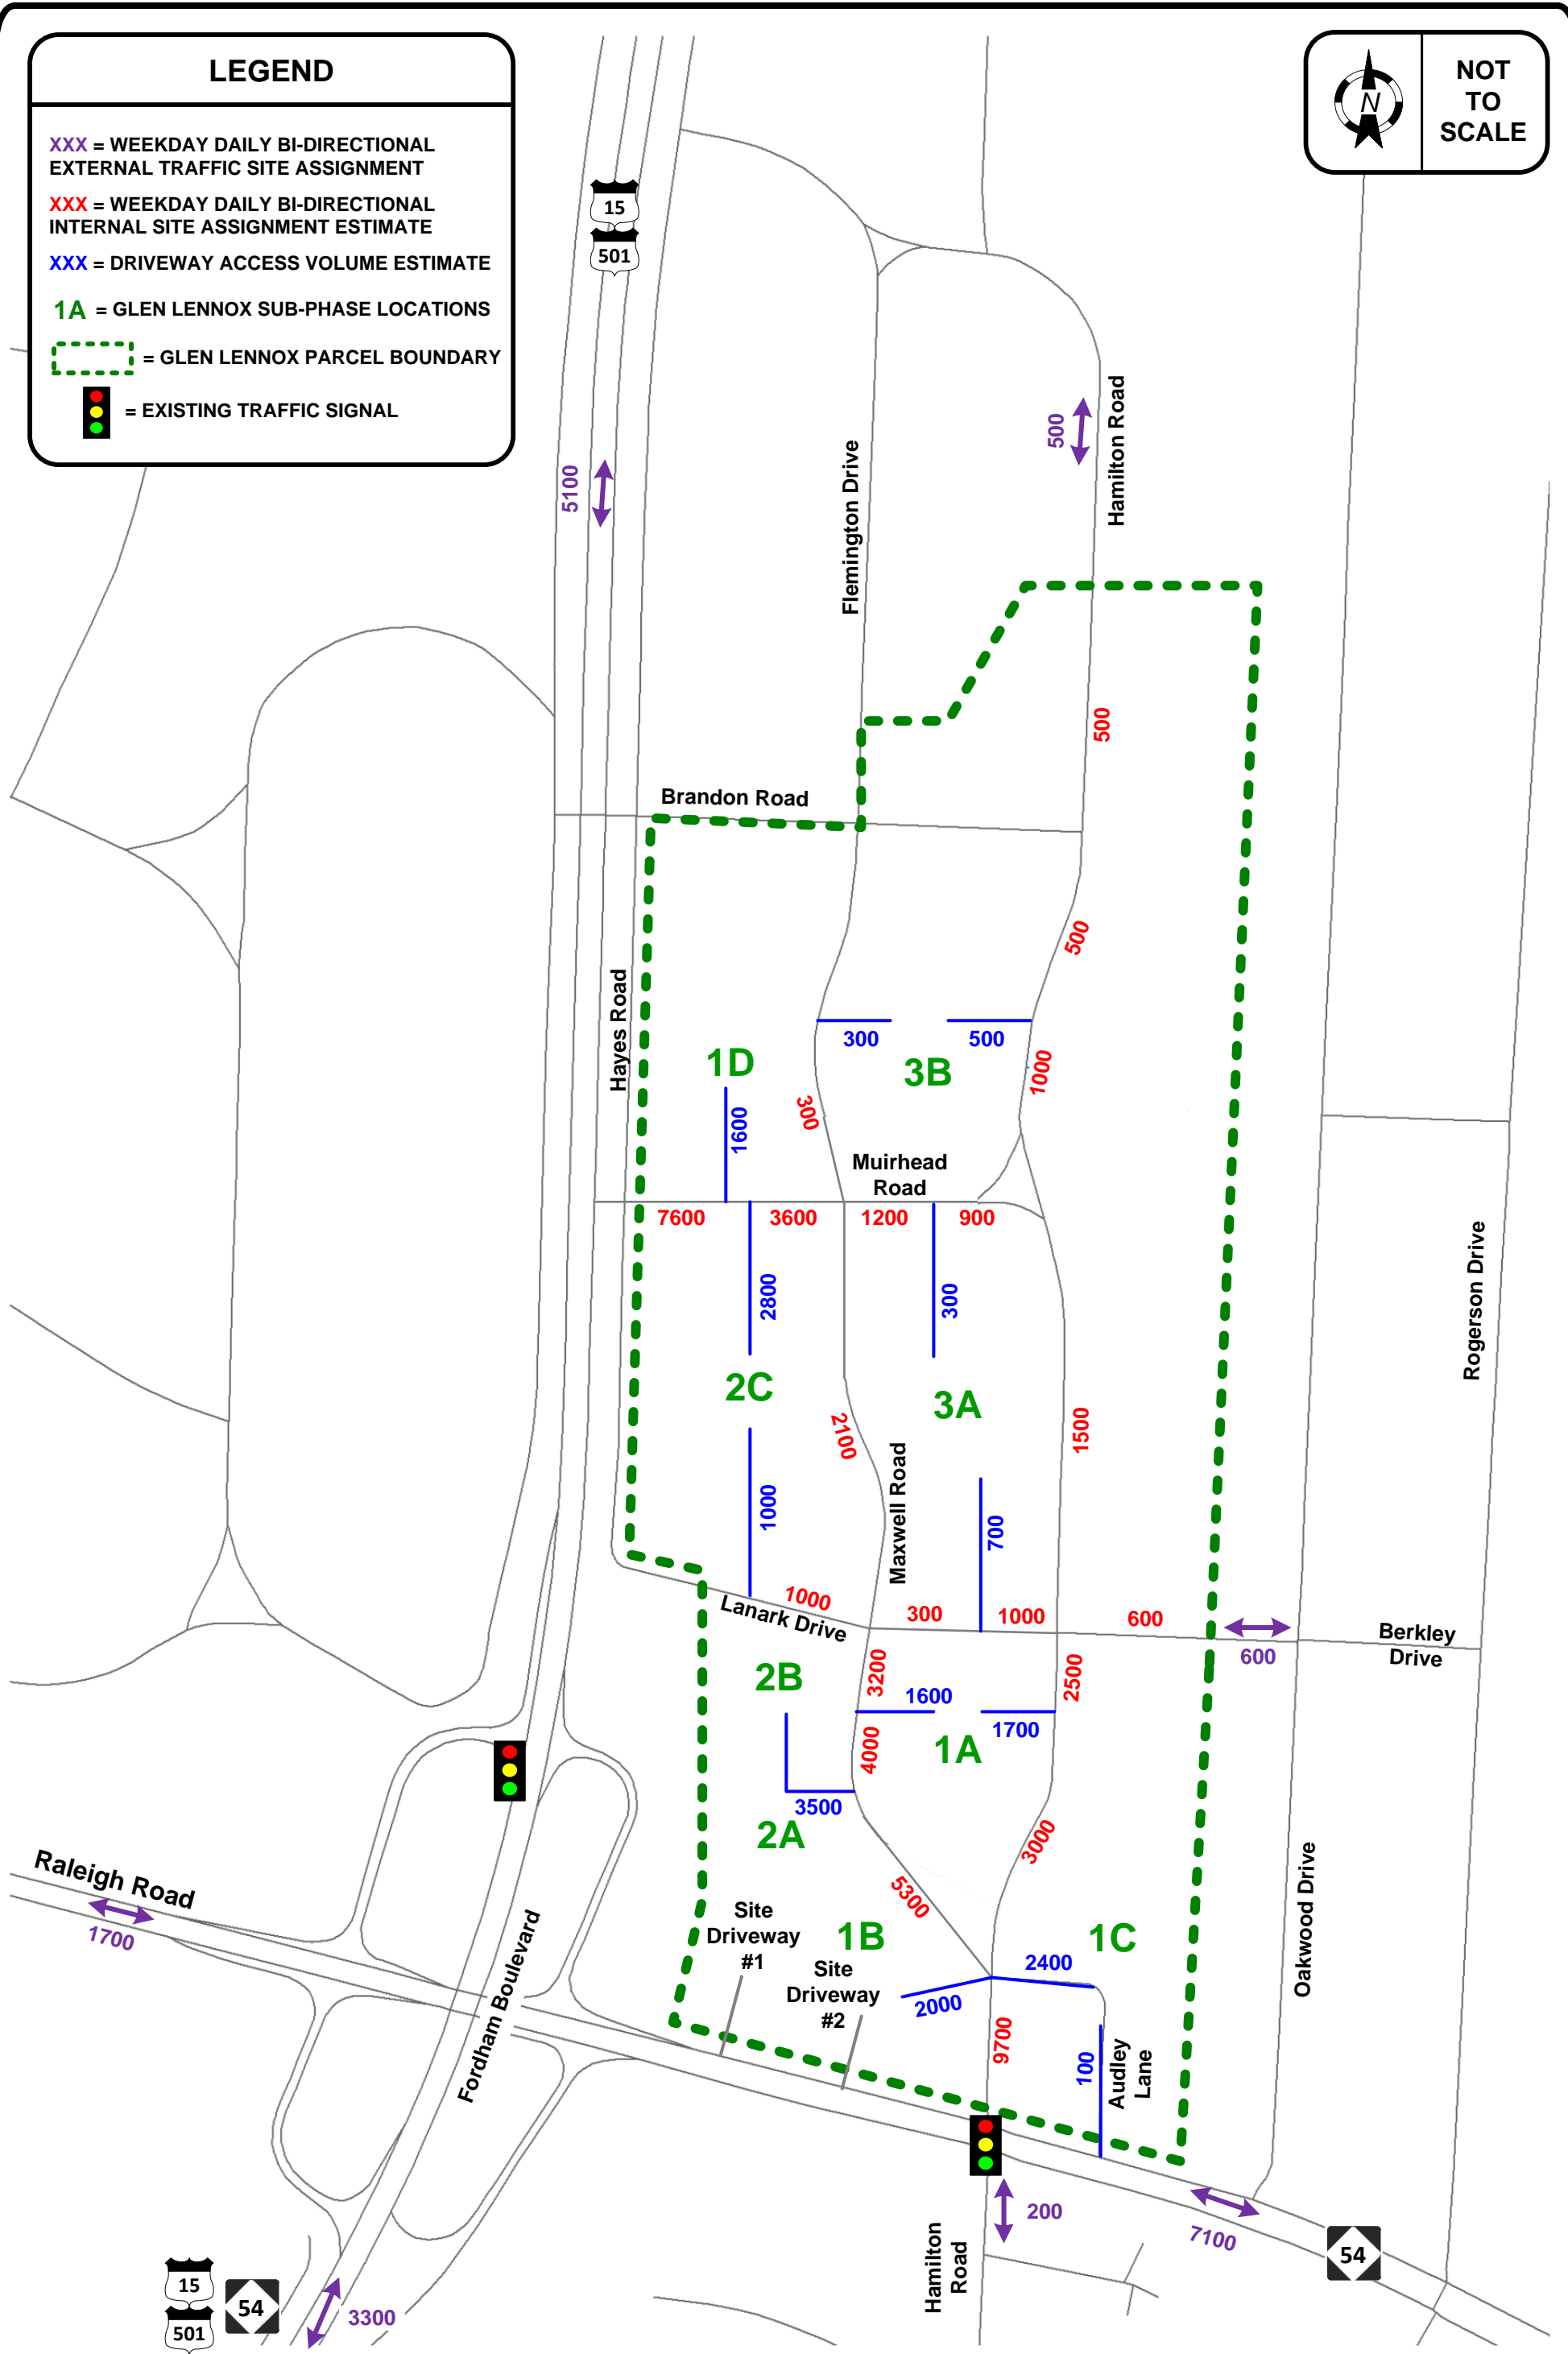 LEGEND
XXX = WEEKDAY DAILY BI-DIRECTIONAL
EXTERNAL TRAFFIC SITE ASSIGNMENT
XXX = WEEKDAY DAILY BI-DIRECTIONAL
INTERNAL SITE ASSIGNMENT ESTIMATE
XXX = DRIVEWAY ACCESS VOLUME ESTIMATE
1A = GLEN LENNOX SUB-PHASE LOCATIONS
= GLEN LENNOX PARCEL BOUNDARY
= EXISTING TRAFFIC SIGNAL
N
NOT
TO
SCALE
15
501
5100
Flemington Drive
500
Hamilton Road
500
Brandon Road
500
Hayes Road
1D
300
500
3B
1000
1600
300
Muirhead
Road
7600
3600
1200
900
2800
300
Rogerson Drive
2C
3A
2100
1500
1000
Maxwell Road
700
1000
Lanark Drive
300
1000
600
600
Berkley
Drive
2B
3200
2500
1600
1700
4000
1A
3500
2A
3000
Raleigh Road
1700
5300
Site
Driveway
#1
1B
1C
Oakwood Drive
Site
Driveway
#2
2400
2000
Fordham Boulevard
9700
100
Audley
Lane
200
7100
Hamilton
Road
54
15
501
54
3300